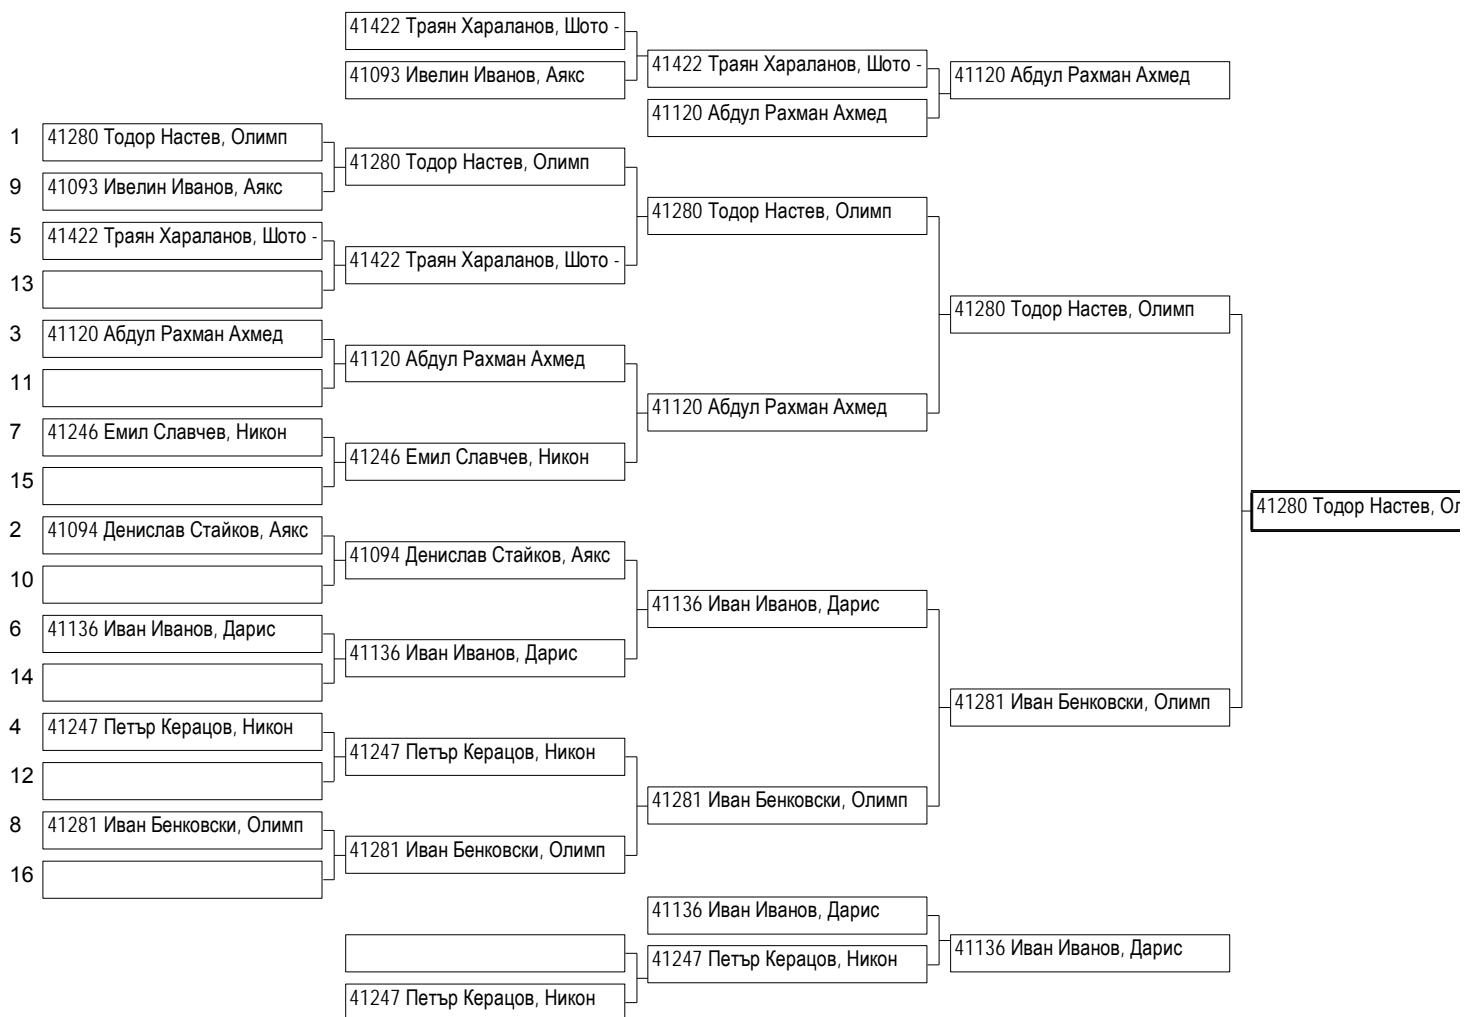 41422 Траян Хараланов, Шото -
41093 Ивелин Иванов, Аякс
41422 Траян Хараланов, Шото -
41120 Абдул Рахман Ахмед
41120 Абдул Рахман Ахмед
1 41280 Тодор Настев, Олимп
9 41093 Ивелин Иванов, Аякс
5 41422 Траян Хараланов, Шото -
13
3 41120 Абдул Рахман Ахмед
11
7 41246 Емил Славчев, Никон
15
2 41094 Денислав Стайков, Аякс
10
6 41136 Иван Иванов, Дарис
14
4 41247 Петър Керацов, Никон
12
8 41281 Иван Бенковски, Олимп
16
41280 Тодор Настев, Олимп
41422 Траян Хараланов, Шото -
41120 Абдул Рахман Ахмед
41246 Емил Славчев, Никон
41094 Денислав Стайков, Аякс
41136 Иван Иванов, Дарис
41247 Петър Керацов, Никон
41281 Иван Бенковски, Олимп
41280 Тодор Настев, Олимп
41120 Абдул Рахман Ахмед
41136 Иван Иванов, Дарис
41281 Иван Бенковски, Олимп
41280 Тодор Настев, Олимп
41281 Иван Бенковски, Олимп
41280 Тодор Настев, Ол
41136 Иван Иванов, Дарис
41247 Петър Керацов, Никон
41136 Иван Иванов, Дарис
41247 Петър Керацов, Никон